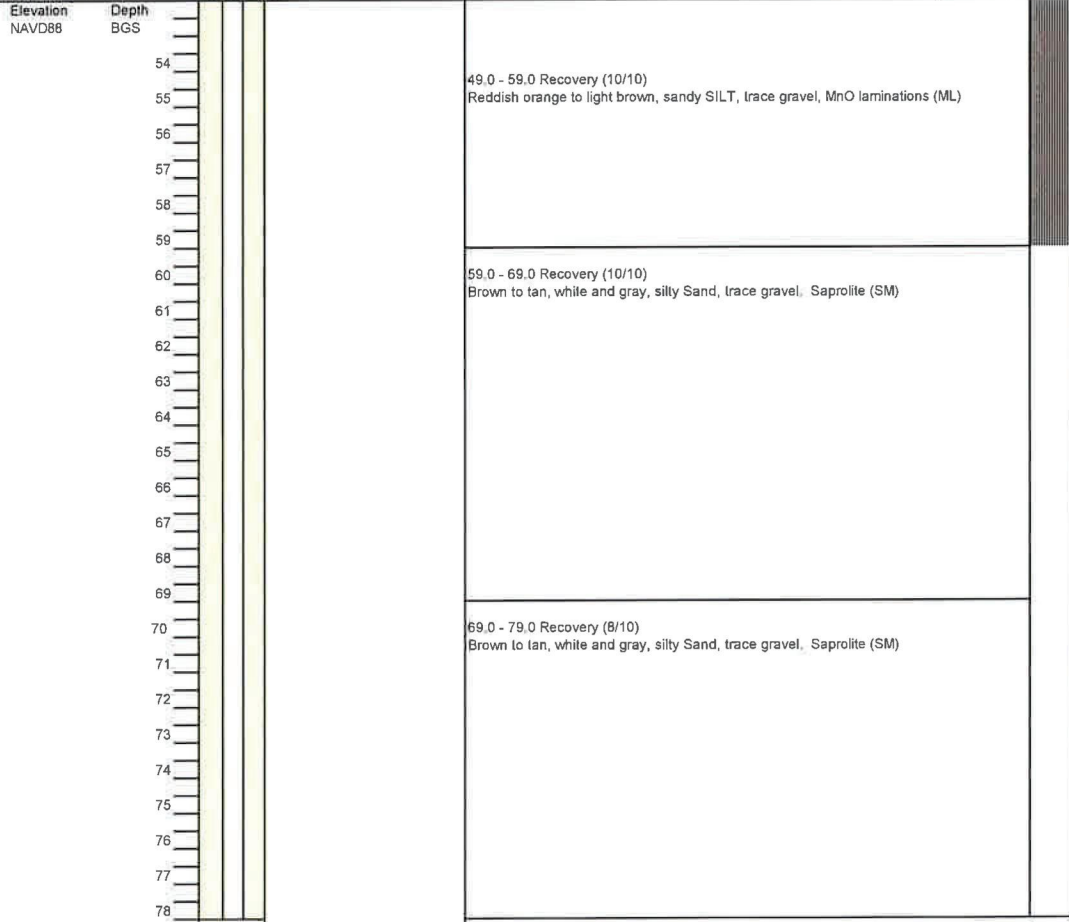 Elevation Depth
NAVD88 BGS
54
49.0 - 59.0 Recovery (10/10)
55 Reddish orange to light brown, sandy SILT, trace gravel, MnO laminations (ML)
56
57
58
59
60 59.0 - 69.0 Recovery (10/10)
Brown to tan, white and gray, silty Sand, trace gravel, Saprolite (SM)
61
62
63
64
65
66
67
68
69
70 69.0 - 79.0 Recovery (8/10)
Brown to tan, white and gray, silty Sand, trace gravel, Saprolite (SM)
71
72
73
74
75
76
77
78